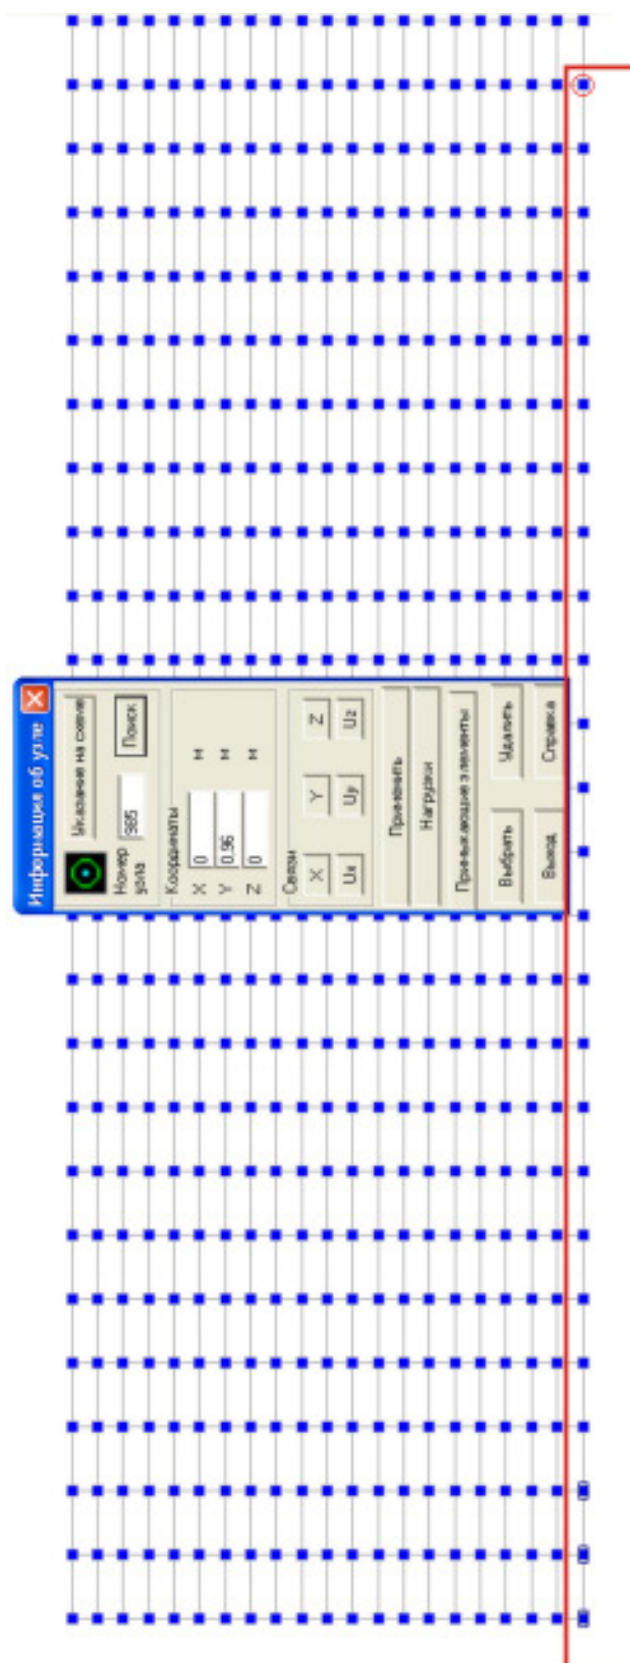 Информация об узле
Указание на схеме
Номер узла 985 Поиск
Координаты
X 0 м
Y 0.96 м
Z 0 м
Связи
X Y Z
Ux Uy Uz
Применить
Нагрузки
Примыкающие элементы
Выбрать Удалить
Выход Справка